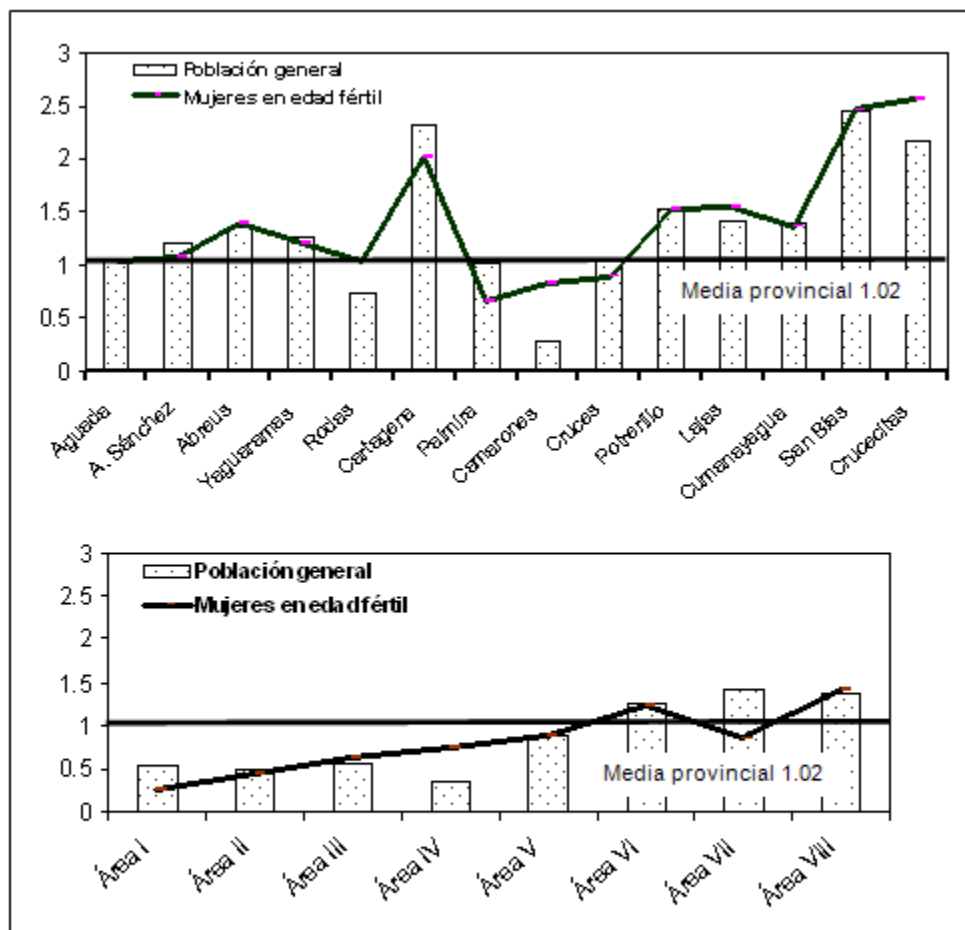 3
Población general
2.5
Mujeres en edad fértil
2
1.5
1
Media provincial 1.02
0.5
0
Aguada
A. Sánchez
Abreus
Yaguaramas
Rodas
Cartagena
Palmira
Camarones
Cruces
Potrerillo
Lajas
Cumanayagua
San Blas
Crucecitas
3
Población general
2.5
Mujeres en edad fértil
2
1.5
1
0.5
Media provincial 1.02
0
Área I
Área II
Área III
Área IV
Área V
Área VI
Área VII
Área VIII